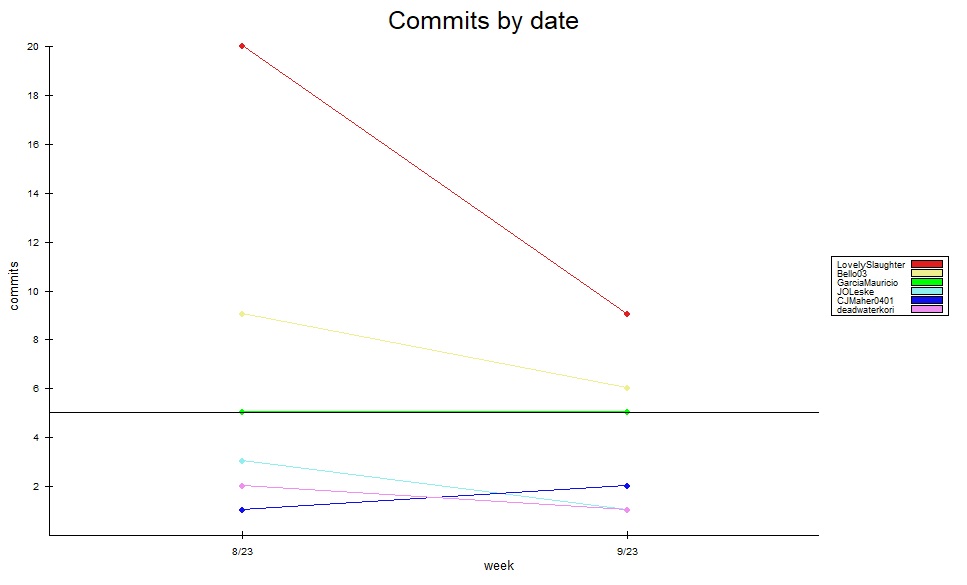 Commits by date
20
18
16
14
12
10
8
6
4
2
commits
8/23
9/23
week
LovelySlaughter
Bello03
GarciaMauricio
JOLeske
CJMaher0401
deadwaterkori